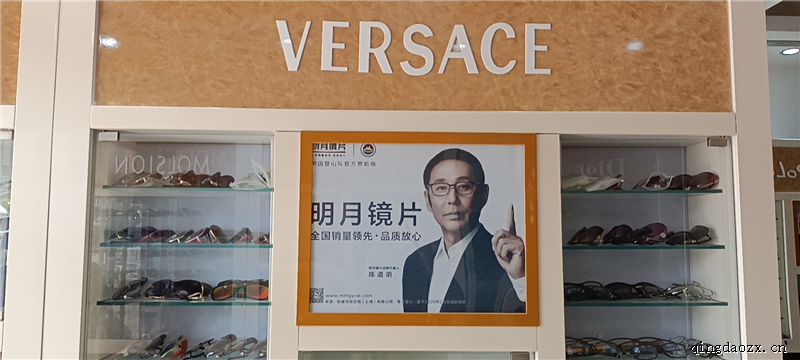 VERSACE
明月镜片
中国登山队官方赞助商
明月镜片
全国销量领先·品质放心
陈道明
www.mingyue.com
MOLSION
Dior
qingdaozx.cn